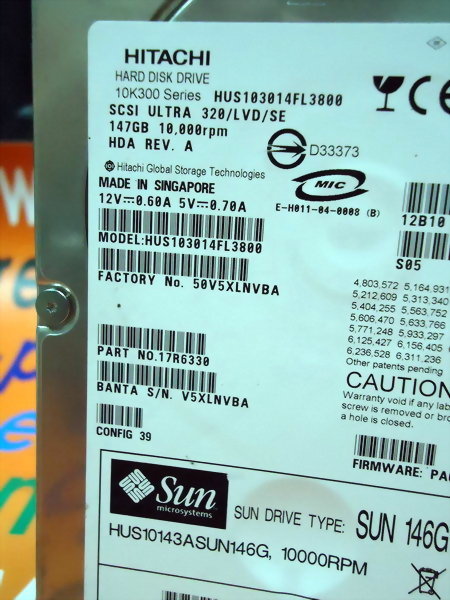 HITACHI
HARD DISK DRIVE
10K300 Series HUS103014FL3800
SCSI ULTRA 320/LVD/SE
147GB 10,000rpm
HDA REV. A
D33373
Hitachi Global Storage Technologies
MADE IN SINGAPORE
MIC
12V⎓0.60A 5V⎓0.70A
E-H011-04-0008 (B)
12B10
MODEL:HUS103014FL3800
S05
FACTORY No. 50V5XLNVBA
4,803,572 5,164,931
5,212,609 5,313,340
5,404,255 5,563,752
5,606,470 5,633,766
5,771,248 5,933,297
6,125,427 6,156,405
6,236,528 6,311,236
Other patents pending
PART NO.17R6330
CAUTION
Warranty void if any
screw is removed or
a hole is closed.
BANTA S/N. V5XLNVBA
CONFIG 39
FIRMWARE:
Sun
microsystems
SUN DRIVE TYPE: SUN 146G
HUS10143ASUN146G, 10000RPM